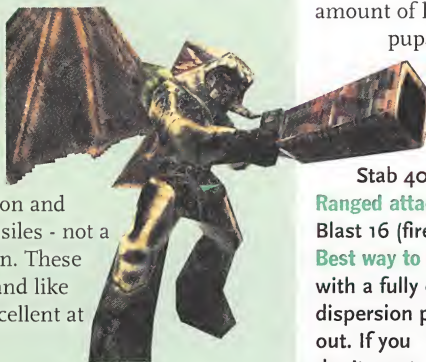 amount of
pup
Stab 40
on and
siles - not a
n. These
and like
cellent at
Ranged atta
Blast 16 (fire
Best way to
with a fully
dispersion p
out. If you